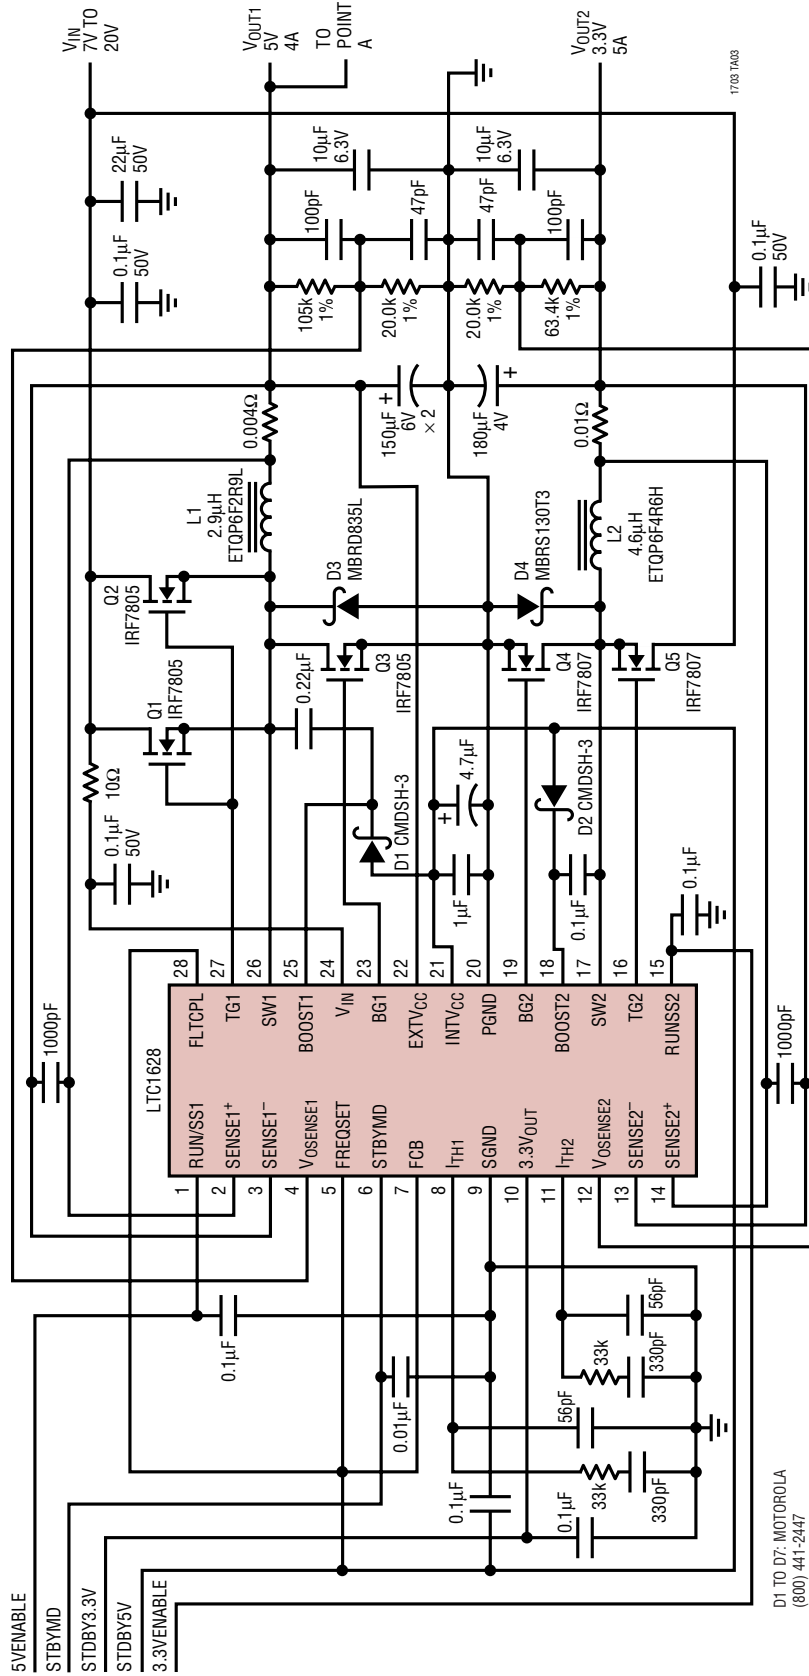 VIN
7V TO
20V
VOUT1
5V
4A
TO
POINT
A
VOUT2
3.3V
5A
1703 TA03
22µF
50V
0.1µF
50V
10µF
6.3V
10µF
6.3V
100pF
47pF
47pF
100pF
0.1µF
50V
105k
1%
20.0k
1%
20.0k
1%
63.4k
1%
0.004Ω
150µF
6V
× 2
+
180µF
4V
+
0.01Ω
L1
2.9µH
ETQP6F2R9L
L2
4.6µH
ETQP6F4R6H
D3
MBRD835L
D4
MBRS130T3
Q2
IRF7805
Q1
IRF7805
Q3
IRF7805
Q4
IRF7807
Q5
IRF7807
0.22µF
10Ω
0.1µF
50V
D1 CMDSH-3
4.7µF
+
1µF
D2 CMDSH-3
0.1µF
0.1µF
28
27
26
25
24
23
22
21
20
19
18
17
16
15
FLTCPL
TG1
SW1
BOOST1
VIN
BG1
EXTVCC
INTVCC
PGND
BG2
BOOST2
SW2
TG2
RUNSS2
1000pF
LTC1628
1000pF
RUN/SS1
SENSE1+
SENSE1–
VOSENSE1
FREQSET
STBYMD
FCB
ITH1
SGND
3.3VOUT
ITH2
VOSENSE2
SENSE2–
SENSE2+
1
2
3
4
5
6
7
8
9
10
11
12
13
14
0.1µF
0.01µF
0.1µF
56pF
33k
330pF
56pF
33k
330pF
0.1µF
5VENABLE
STBYMD
STDBY3.3V
STDBY5V
3.3VENABLE
D1 TO D7: MOTOROLA
(800) 441-2447